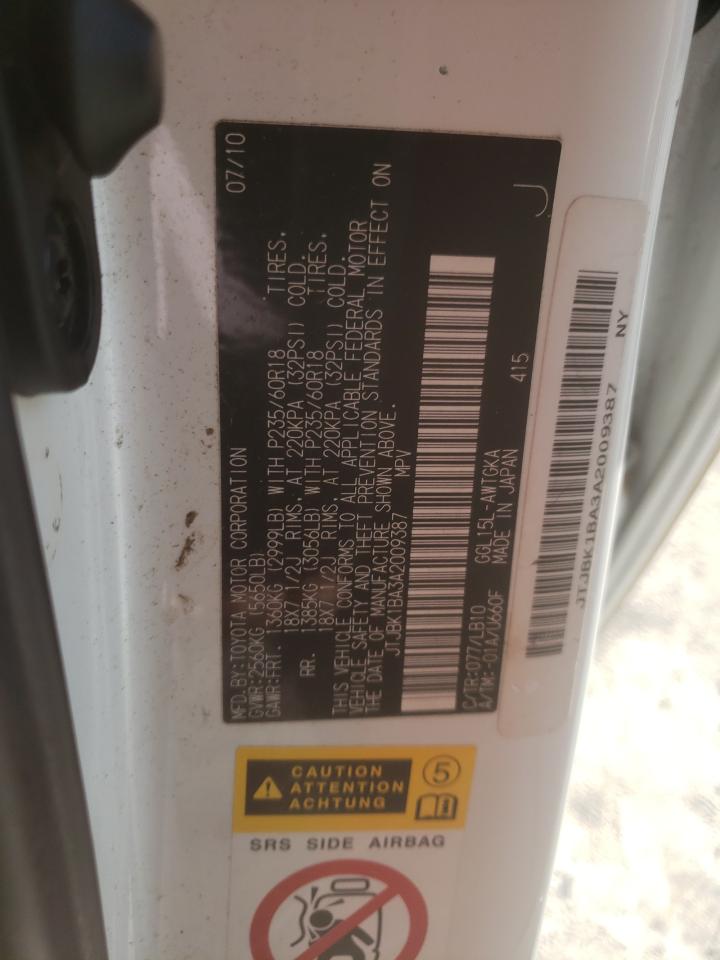 07/10
MFD.BY:TOYOTA MOTOR CORPORATION
GVWR:2560KG (5650LB)
GAWR:FRT. 1360KG (2999LB) WITH P235/60R18 TIRES,
18X7 1/2J RIMS, AT 220KPA (32PSI) COLD.
RR. 1385KG (3056LB) WITH P235/60R18 TIRES,
18X7 1/2J RIMS, AT 220KPA (32PSI) COLD.
THIS VEHICLE CONFORMS TO ALL APPLICABLE FEDERAL MOTOR
VEHICLE SAFETY AND THEFT PREVENTION STANDARDS IN EFFECT ON
THE DATE OF MANUFACTURE SHOWN ABOVE.
JTJBK1BA3A2009387 MPV
C/TR:077/LB10 GGL15L-AWTGKA 415
A/TM:-01A/U660F MADE IN JAPAN
J
JTJBK1BA3A2009387 NY
CAUTION
ATTENTION
ACHTUNG
5
SRS SIDE AIRBAG